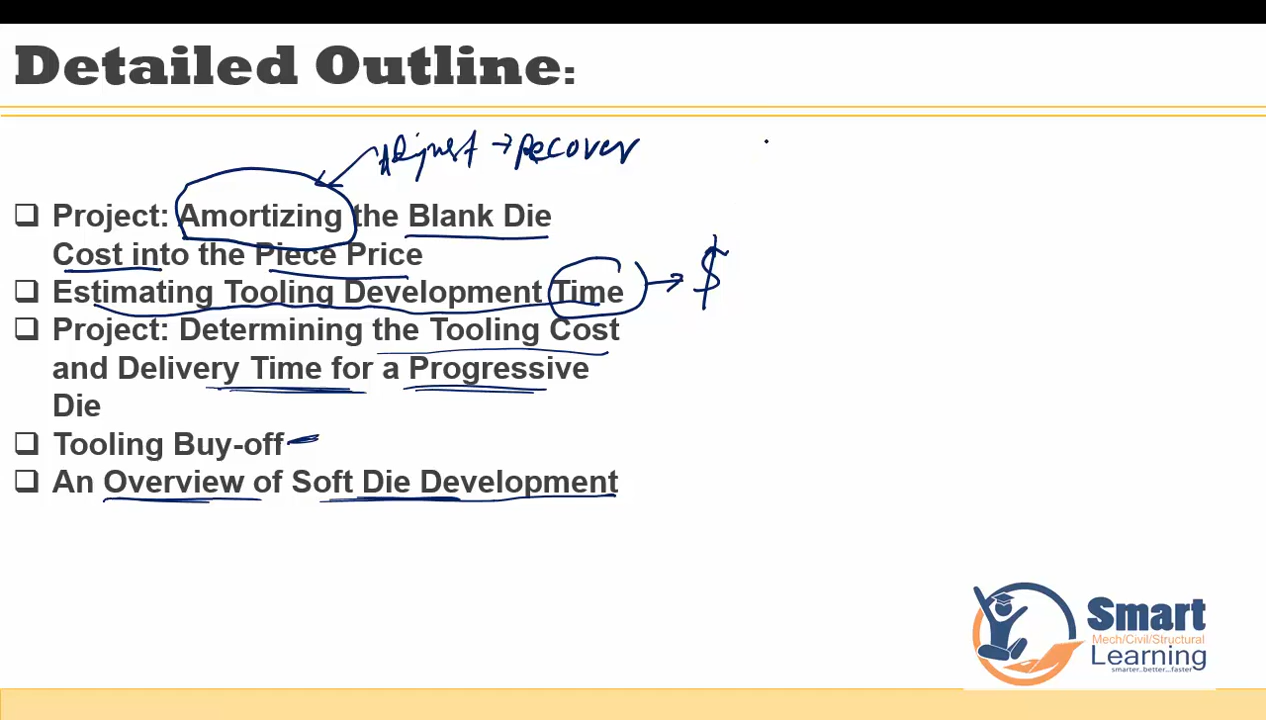 Detailed Outline:
Adjust → Recover
❑ Project: Amortizing the Blank Die
Cost into the Piece Price
❑ Estimating Tooling Development Time → $
❑ Project: Determining the Tooling Cost
and Delivery Time for a Progressive
Die
❑ Tooling Buy-off
❑ An Overview of Soft Die Development
Smart
Mech/Civil/Structural
Learning
smarter..better...faster